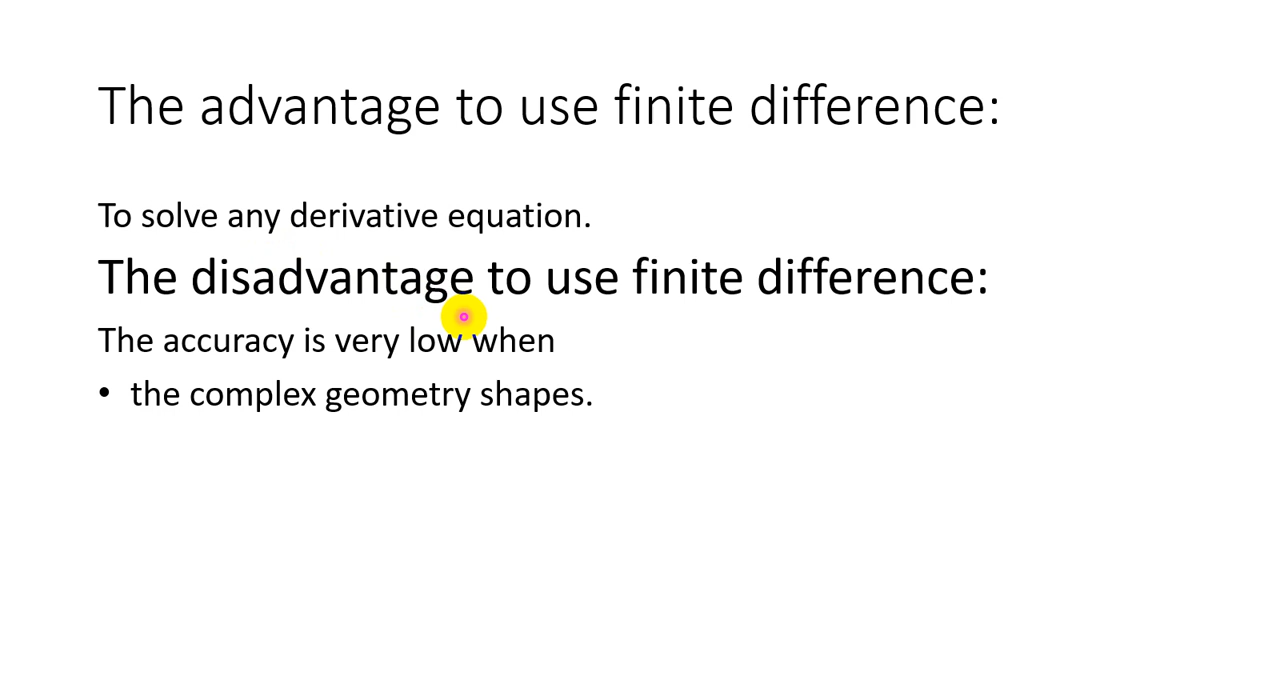 The advantage to use finite difference:
To solve any derivative equation.
The disadvantage to use finite difference:
The accuracy is very low when
• the complex geometry shapes.